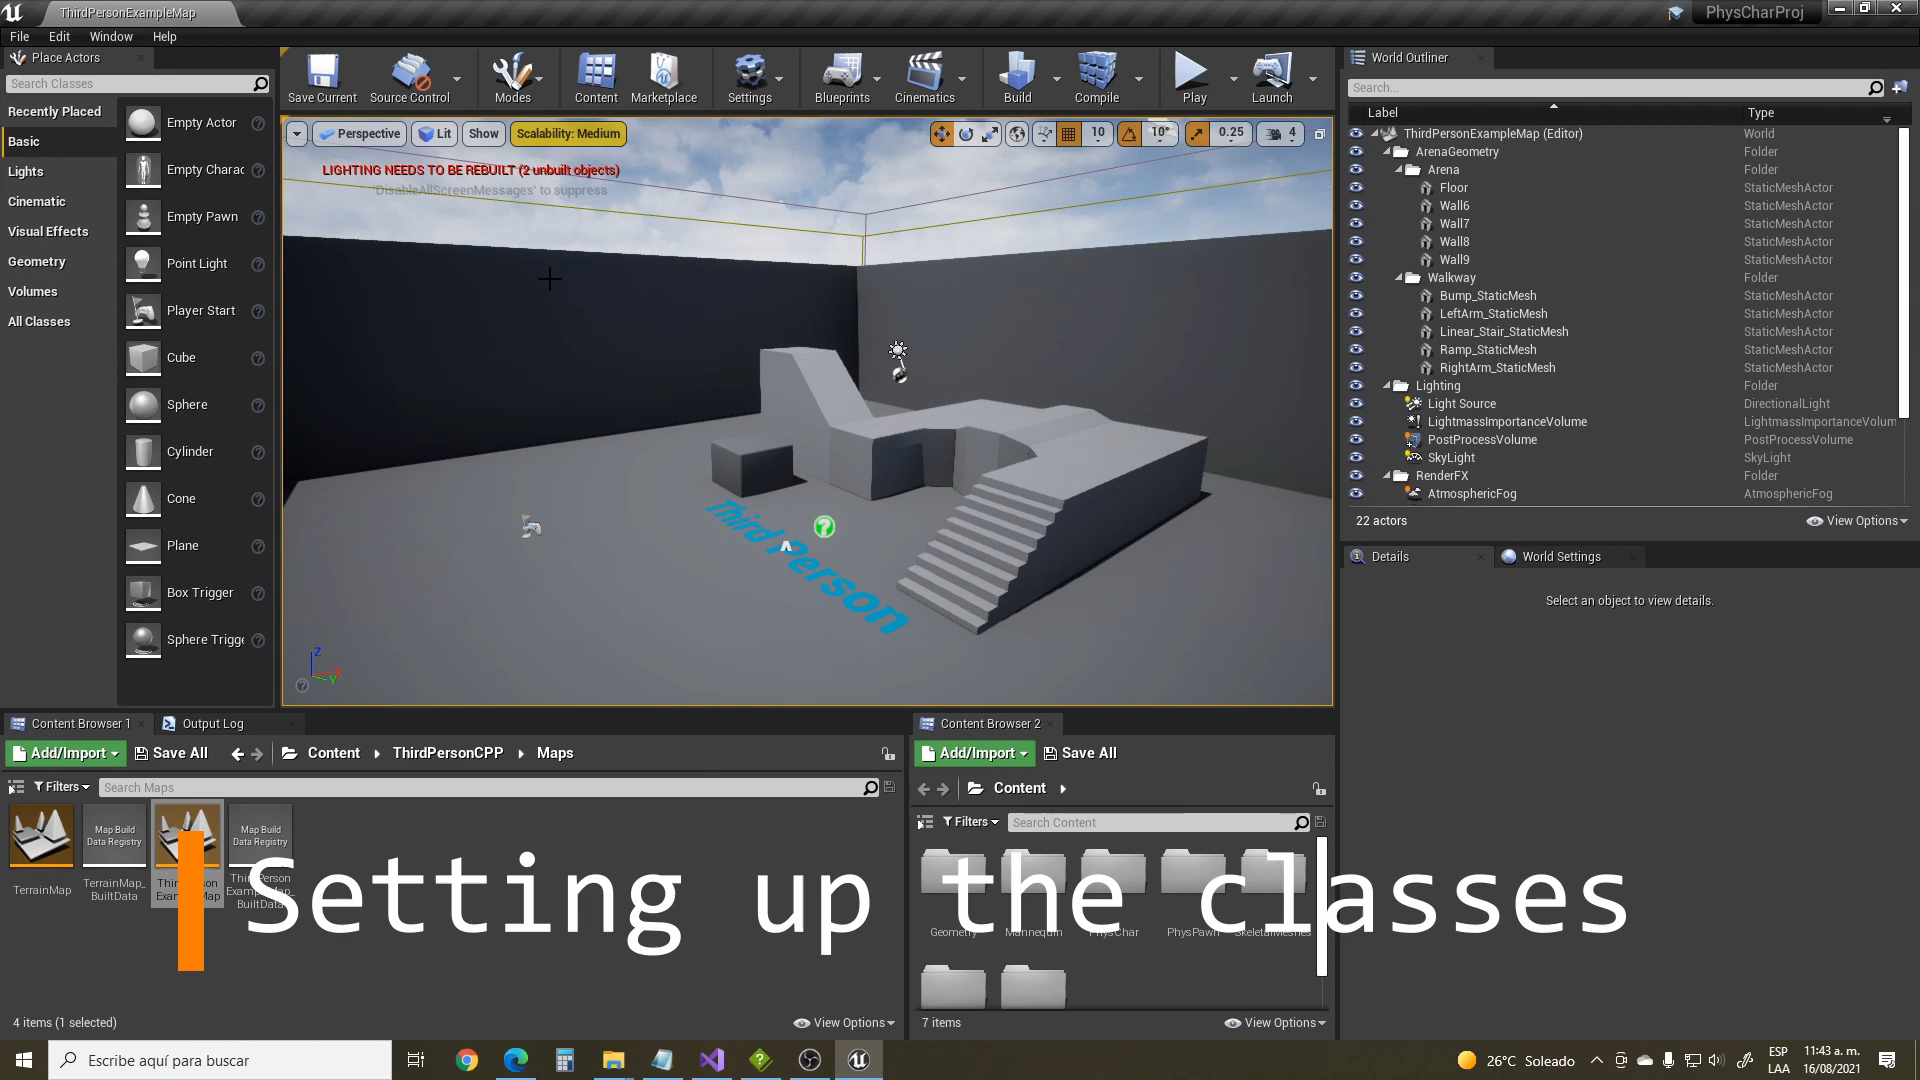 ThirdPersonExampleMap
PhysCharProj
File Edit Window Help
Place Actors
Search Classes
Recently Placed
Basic
Lights
Cinematic
Visual Effects
Geometry
Volumes
All Classes
Empty Actor
Empty Charac
Empty Pawn
Point Light
Player Start
Cube
Sphere
Cylinder
Cone
Plane
Box Trigger
Sphere Trigge
Save Current
Source Control
Modes
Content
Marketplace
Settings
Blueprints
Cinematics
Build
Compile
Play
Launch
Perspective
Lit
Show
Scalability: Medium
10
10°
0.25
4
LIGHTING NEEDS TO BE REBUILT (2 unbuilt objects)
'DisableAllScreenMessages' to suppress
Third Person
Z
X
Y
World Outliner
Search...
Label Type
ThirdPersonExampleMap (Editor) World
ArenaGeometry Folder
Arena Folder
Floor StaticMeshActor
Wall6 StaticMeshActor
Wall7 StaticMeshActor
Wall8 StaticMeshActor
Wall9 StaticMeshActor
Walkway Folder
Bump_StaticMesh StaticMeshActor
LeftArm_StaticMesh StaticMeshActor
Linear_Stair_StaticMesh StaticMeshActor
Ramp_StaticMesh StaticMeshActor
RightArm_StaticMesh StaticMeshActor
Lighting Folder
Light Source DirectionalLight
LightmassImportanceVolume LightmassImportanceVolum
PostProcessVolume PostProcessVolume
SkyLight SkyLight
RenderFX Folder
AtmosphericFog AtmosphericFog
22 actors
View Options
Details
World Settings
Select an object to view details.
Content Browser 1
Output Log
Add/Import
Save All
Content
ThirdPersonCPP
Maps
Filters
Search Maps
TerrainMap
Map Build
Data Registry
TerrainMap_
BuiltData
Map Build
Data Registry
4 items (1 selected)
View Options
Content Browser 2
Add/Import
Save All
Content
Filters
Search Content
Geometry
Mannequin
PhysChar
PhysPawn
SkeletalMeshes
7 items
View Options
Setting up the classes
Escribe aquí para buscar
26°C Soleado
ESP
LAA
11:43 a. m.
16/08/2021